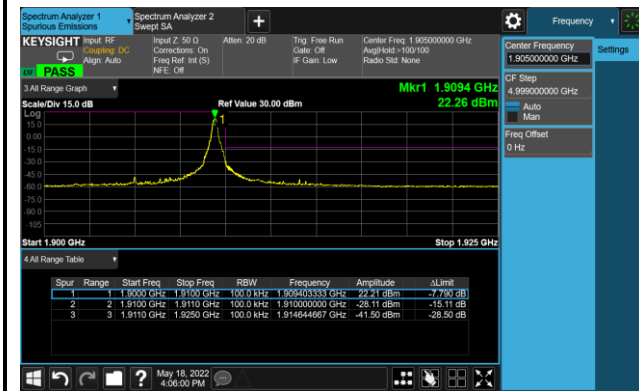 Spectrum Analyzer 1
Spurious Emissions
Spectrum Analyzer 2
Swept SA
Frequency
KEYSIGHT
Input: RF
Coupling: DC
Align: Auto
Input Z: 50 Ω
Corrections: On
Freq Ref: Int (S)
NFE: Off
Atten: 20 dB
Trig: Free Run
Gate: Off
IF Gain: Low
Center Freq: 1.905000000 GHz
Avg|Hold:>100/100
Radio Std: None
PASS
Center Frequency
1.905000000 GHz
Settings
CF Step
4.999000000 GHz
Auto
Man
Freq Offset
0 Hz
3 All Range Graph
Mkr1 1.9094 GHz
Scale/Div 15.0 dB
Ref Value 30.00 dBm
22.26 dBm
Log
1
15.0
0.00
-15.0
-30.0
-45.0
-60.0
-75.0
-90.0
-105
Start 1.900 GHz
Stop 1.925 GHz
4 All Range Table
Spur Range Start Freq Stop Freq RBW Frequency Amplitude ΔLimit
1 1 1.9000 GHz 1.9100 GHz 100.0 kHz 1.909403333 GHz 22.21 dBm -7.790 dB
2 2 1.9100 GHz 1.9110 GHz 100.0 kHz 1.910000000 GHz -28.11 dBm -15.11 dB
3 3 1.9110 GHz 1.9250 GHz 100.0 kHz 1.914644667 GHz -41.50 dBm -28.50 dB
?
May 18, 2022
4:06:00 PM